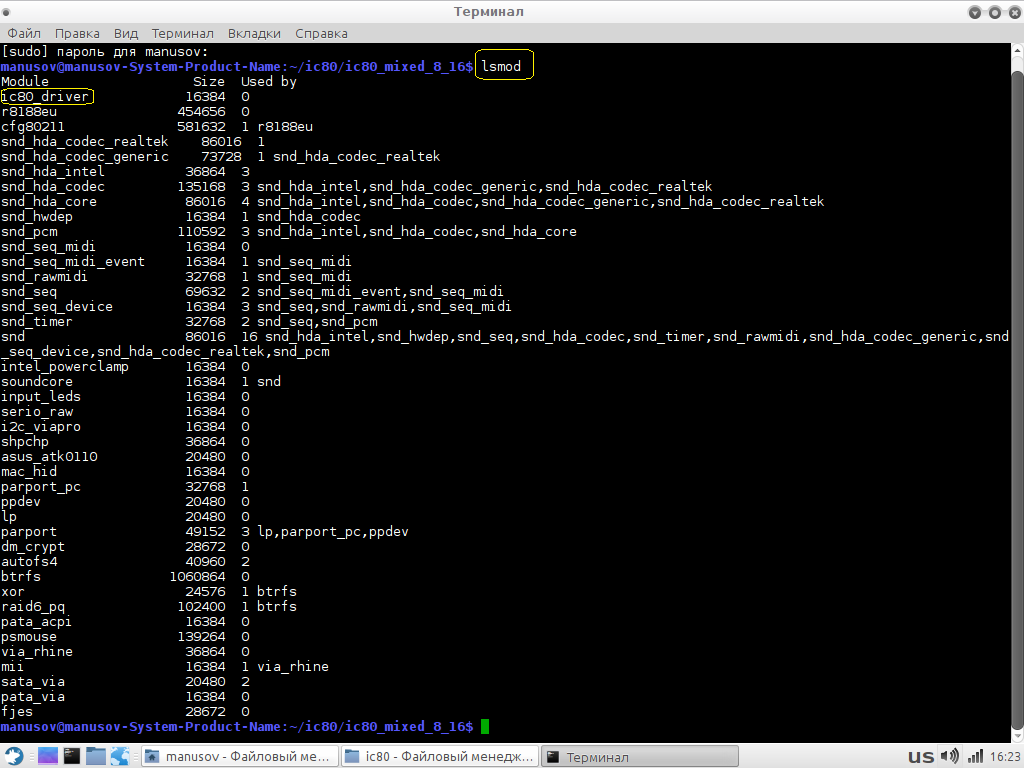 Терминал
Файл Правка Вид Терминал Вкладки Справка
[sudo] пароль для manusov:
manusov@manusov-System-Product-Name:~/ic80/ic80_mixed_8_16$ lsmod
Module Size Used by
ic80_driver 16384 0
r8188eu 454656 0
cfg80211 581632 1 r8188eu
snd_hda_codec_realtek 86016 1
snd_hda_codec_generic 73728 1 snd_hda_codec_realtek
snd_hda_intel 36864 3
snd_hda_codec 135168 3 snd_hda_intel,snd_hda_codec_generic,snd_hda_codec_realtek
snd_hda_core 86016 4 snd_hda_intel,snd_hda_codec,snd_hda_codec_generic,snd_hda_codec_realtek
snd_hwdep 16384 1 snd_hda_codec
snd_pcm 110592 3 snd_hda_intel,snd_hda_codec,snd_hda_core
snd_seq_midi 16384 0
snd_seq_midi_event 16384 1 snd_seq_midi
snd_rawmidi 32768 1 snd_seq_midi
snd_seq 69632 2 snd_seq_midi_event,snd_seq_midi
snd_seq_device 16384 3 snd_seq,snd_rawmidi,snd_seq_midi
snd_timer 32768 2 snd_seq,snd_pcm
snd 86016 16 snd_hda_intel,snd_hwdep,snd_seq,snd_hda_codec,snd_timer,snd_rawmidi,snd_hda_codec_generic,snd
_seq_device,snd_hda_codec_realtek,snd_pcm
intel_powerclamp 16384 0
soundcore 16384 1 snd
input_leds 16384 0
serio_raw 16384 0
i2c_viapro 16384 0
shpchp 36864 0
asus_atk0110 20480 0
mac_hid 16384 0
parport_pc 32768 1
ppdev 20480 0
lp 20480 0
parport 49152 3 lp,parport_pc,ppdev
dm_crypt 28672 0
autofs4 40960 2
btrfs 1060864 0
xor 24576 1 btrfs
raid6_pq 102400 1 btrfs
pata_acpi 16384 0
psmouse 139264 0
via_rhine 36864 0
mii 16384 1 via_rhine
sata_via 20480 2
pata_via 16384 0
fjes 28672 0
manusov@manusov-System-Product-Name:~/ic80/ic80_mixed_8_16$
manusov - Файловый мене... ic80 - Файловый менедж... Терминал us 16:23